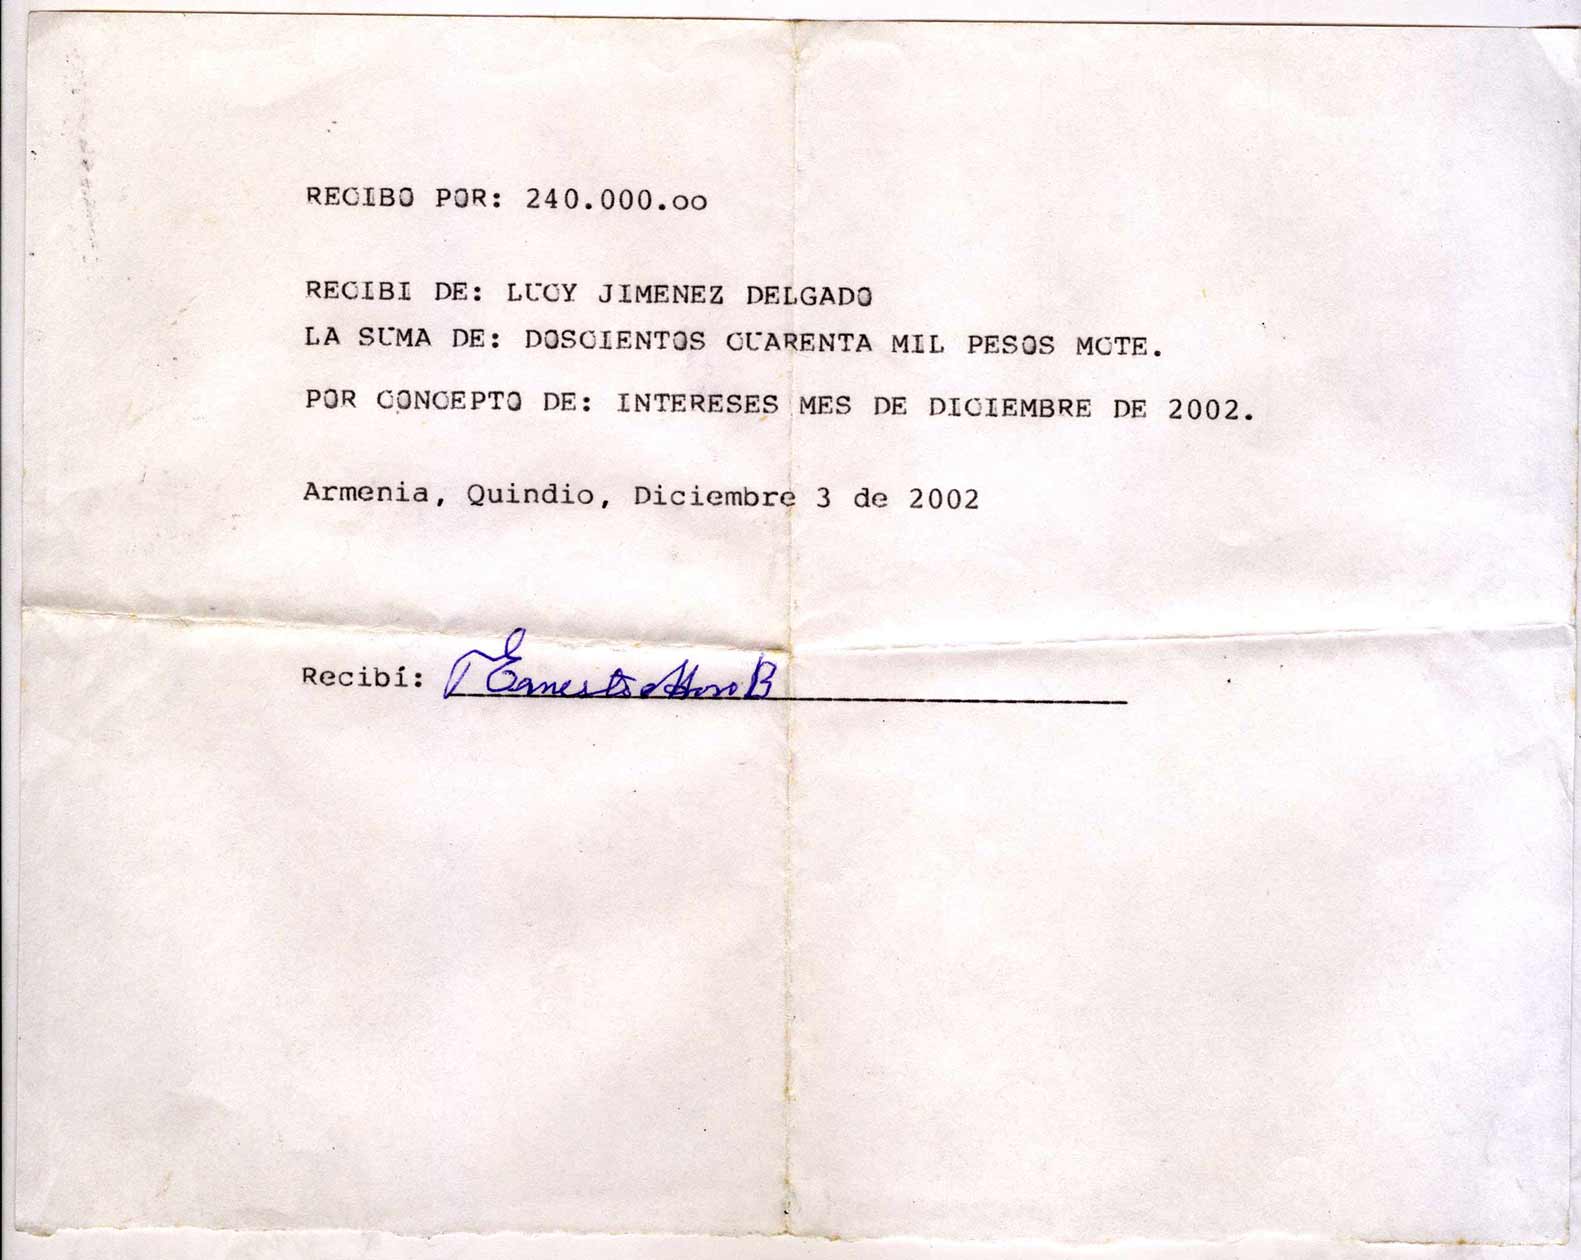 RECIBO POR: 240.000.oo
RECIBI DE: LUCY JIMENEZ DELGADO
LA SUMA DE: DOSCIENTOS CUARENTA MIL PESOS MCTE.
POR CONCEPTO DE: INTERESES MES DE DICIEMBRE DE 2002.
Armenia, Quindio, Diciembre 3 de 2002
Recibí: Ernesto B